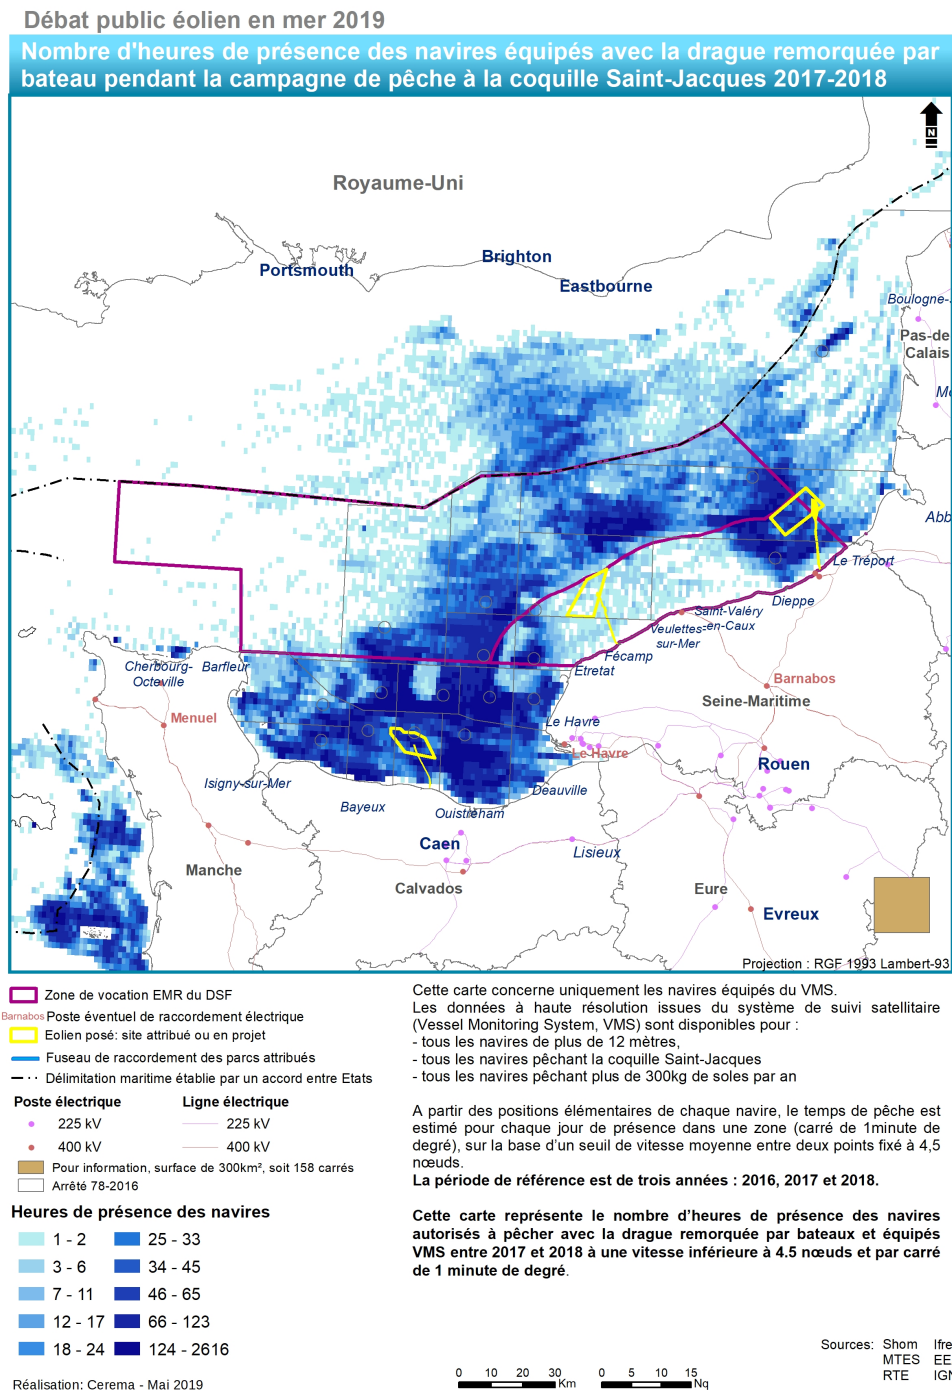 Débat public éolien en mer 2019
Nombre d'heures de présence des navires équipés avec la drague remorquée par
bateau pendant la campagne de pêche à la coquille Saint-Jacques 2017-2018
N
Royaume-Uni
Brighton
Portsmouth
Eastbourne
Boulogne-
Pas-de
Calais
Abb
Le Tréport
Dieppe
Saint-Valéry
-en-Caux
Veulettes-
sur-Mer
Fécamp
Etretat
Cherbourg-
Octeville
Barfleur
Barnabos
Seine-Maritime
Menuel
Le Havre
Le Havre
Rouen
Isigny-sur-Mer
Deauville
Bayeux
Ouistreham
Caen
Lisieux
Manche
Calvados
Eure
Evreux
Projection : RGF 1993 Lambert-93
Zone de vocation EMR du DSF
Barnabos Poste éventuel de raccordement électrique
Eolien posé: site attribué ou en projet
Fuseau de raccordement des parcs attribués
Délimitation maritime établie par un accord entre Etats
Poste électrique
Ligne électrique
225 kV
225 kV
400 kV
400 kV
Pour information, surface de 300km², soit 158 carrés
Arrêté 78-2016
Heures de présence des navires
1 - 2
25 - 33
3 - 6
34 - 45
7 - 11
46 - 65
12 - 17
66 - 123
18 - 24
124 - 2616
Réalisation: Cerema - Mai 2019
Cette carte concerne uniquement les navires équipés du VMS.
Les données à haute résolution issues du système de suivi satellitaire
(Vessel Monitoring System, VMS) sont disponibles pour :
- tous les navires de plus de 12 mètres,
- tous les navires pêchant la coquille Saint-Jacques
- tous les navires pêchant plus de 300kg de soles par an
A partir des positions élémentaires de chaque navire, le temps de pêche est
estimé pour chaque jour de présence dans une zone (carré de 1minute de
degré), sur la base d'un seuil de vitesse moyenne entre deux points fixé à 4,5
nœuds.
La période de référence est de trois années : 2016, 2017 et 2018.
Cette carte représente le nombre d'heures de présence des navires
autorisés à pêcher avec la drague remorquée par bateaux et équipés
VMS entre 2017 et 2018 à une vitesse inférieure à 4.5 nœuds et par carré
de 1 minute de degré.
Sources: Shom Ifre
MTES EE
RTE IGN
0 10 20 30
Km
0 5 10 15
Nq